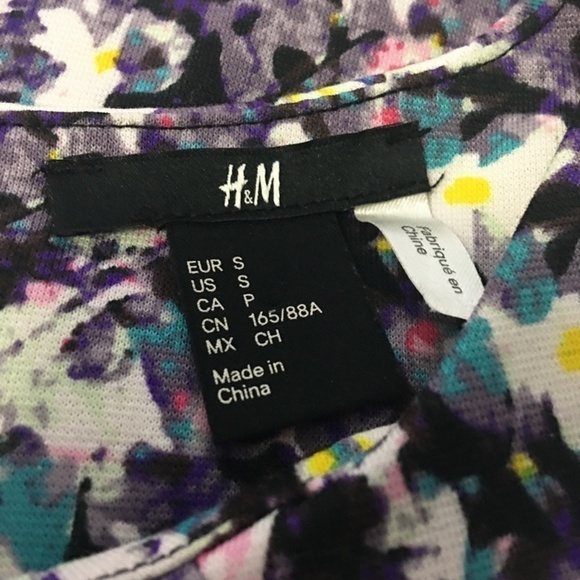 H&M
EUR S
US S
CA P
CN 165/88A
MX CH
Made in
China
fabriqué en
Chine